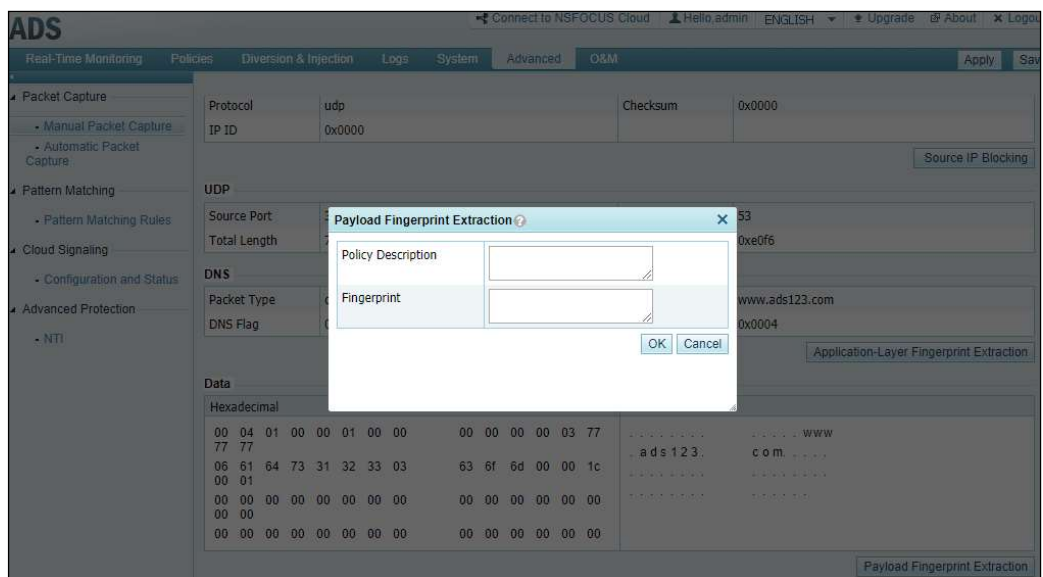 ADS
Connect to NSFOCUS Cloud Hello,admin ENGLISH Upgrade About Logou
Real-Time Monitoring Policies Diversion & Injection Logs System Advanced O&M Apply Sav
Packet Capture
Manual Packet Capture
Automatic Packet
Capture
Pattern Matching
Pattern Matching Rules
Cloud Signaling
Configuration and Status
Advanced Protection
NTI
Protocol udp Checksum 0x0000
IP ID 0x0000
Source IP Blocking
UDP
Source Port 53
Total Length 0xe0f6
DNS
Packet Type www.ads123.com
DNS Flag 0x0004
Application-Layer Fingerprint Extraction
Payload Fingerprint Extraction
Policy Description
Fingerprint
OK Cancel
Data
Hexadecimal
00 04 01 00 00 01 00 00 00 00 00 00 03 77 . . . . . . . . . . . . . www
77 77
06 61 64 73 31 32 33 03 63 6f 6d 00 00 1c . ads123. com. . . . .
00 01
00 00 00 00 00 00 00 00 00 00 00 00 00 00 . . . . . . . . . . . . . . . .
00 00
00 00 00 00 00 00 00 00 00 00 00 00 00 00 . . . . . . . . . . . . . .
Payload Fingerprint Extraction